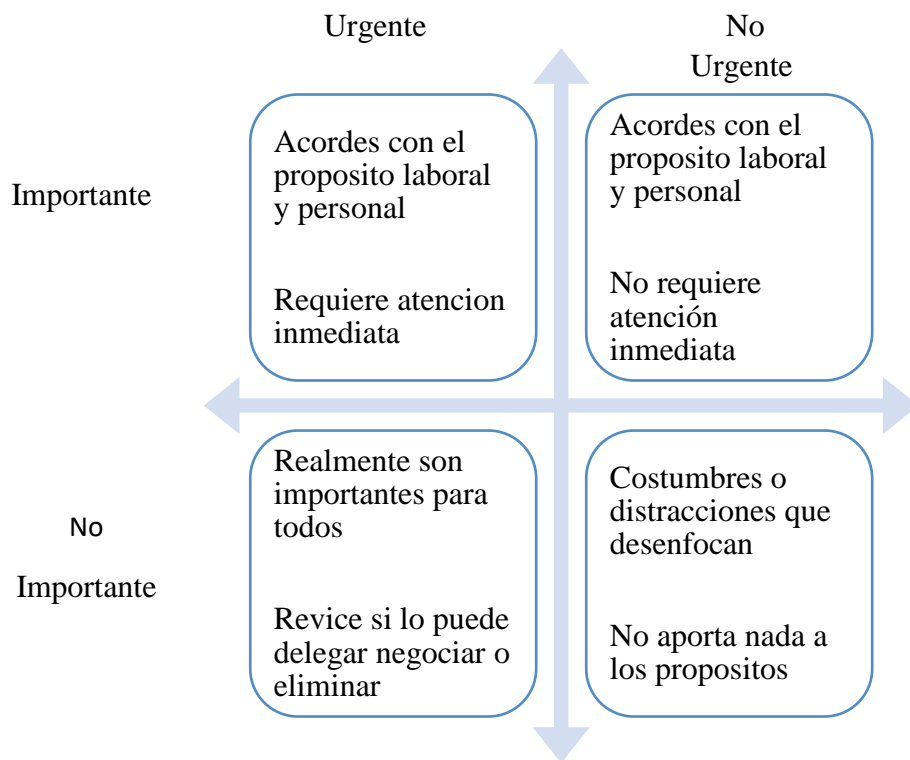 Urgente
No
Urgente
Importante
Acordes con el
proposito laboral
y personal
Requiere atencion
inmediata
Acordes con el
proposito laboral
y personal
No requiere
atención
inmediata
No
Importante
Realmente son
importantes para
todos
Revice si lo puede
delegar negociar o
eliminar
Costumbres o
distracciones que
desenfocan
No aporta nada a
los propositos